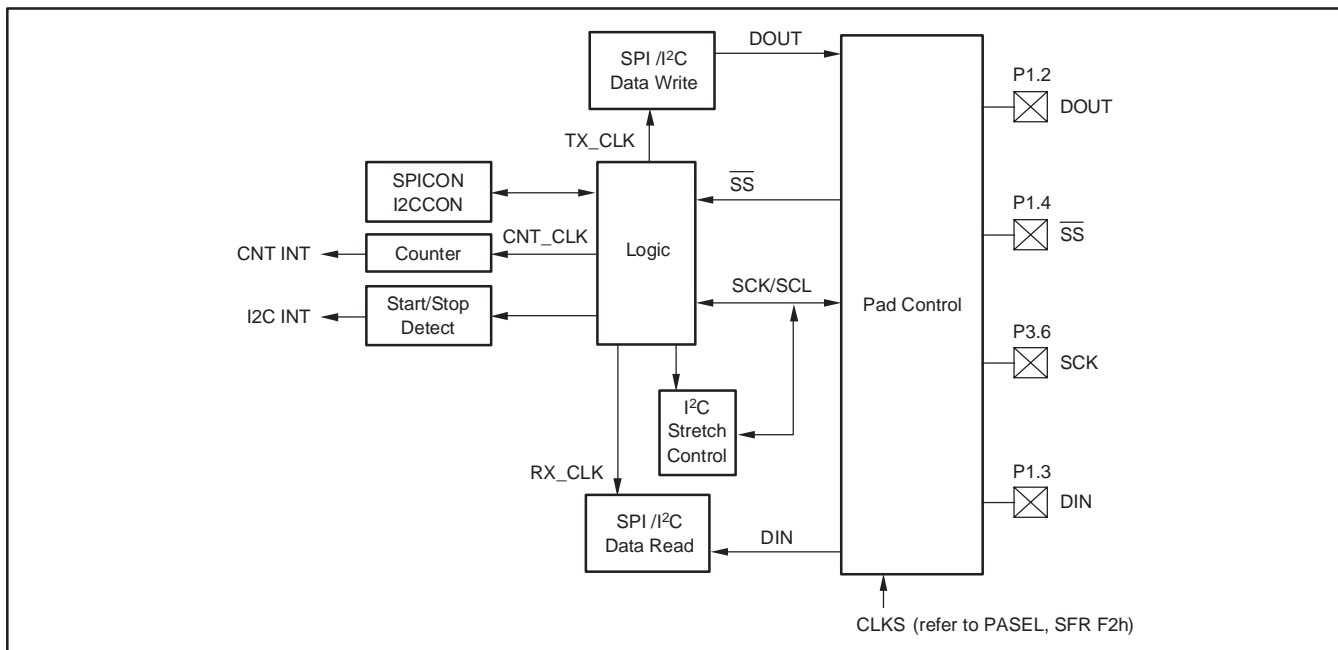 SPI /I²C
Data Write
DOUT
P1.2
DOUT
TX_CLK
SPICON
I2CCON
SS
P1.4
SS
CNT INT
Counter
CNT_CLK
Logic
Pad Control
I2C INT
Start/Stop
Detect
SCK/SCL
P3.6
SCK
I²C
Stretch
Control
RX_CLK
SPI /I²C
Data Read
DIN
P1.3
DIN
CLKS (refer to PASEL, SFR F2h)